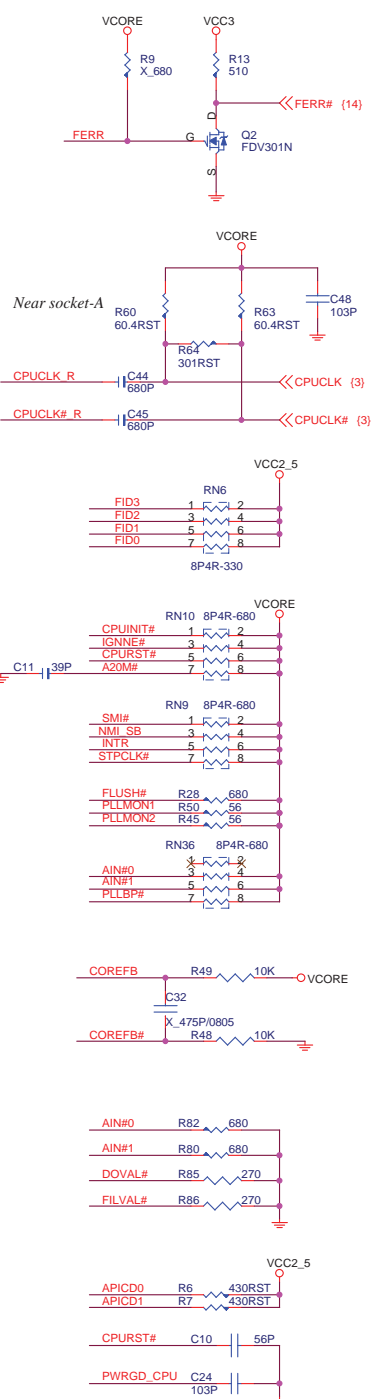 VCORE VCC3
R9 R13
X_680 510
FERR# {14}
D
FERR G Q2
FDV301N
S
VCORE
Near socket-A
R60 R63 C48
60.4RST 60.4RST 103P
R64
301RST
CPUCLK_R C44 CPUCLK {3}
680P
CPUCLK#_R C45 CPUCLK# {3}
680P
VCC2_5
RN6
FID3 1 2
FID2 3 4
FID1 5 6
FID0 7 8
8P4R-330
VCORE
RN10 8P4R-680
CPUINIT# 1 2
IGNNE# 3 4
CPURST# 5 6
C11 39P A20M# 7 8
RN9 8P4R-680
SMI# 1 2
NMI_SB 3 4
INTR 5 6
STPCLK# 7 8
FLUSH# R28 680
PLLMON1 R50 56
PLLMON2 R45 56
RN36 8P4R-680
1 2
AIN#0 3 4
AIN#1 5 6
PLLBP# 7 8
COREFB R49 10K VCORE
C32
X_475P/0805
COREFB# R48 10K
AIN#0 R82 680
AIN#1 R80 680
DOVAL# R85 270
FILVAL# R86 270
VCC2_5
APICD0 R6 430RST
APICD1 R7 430RST
CPURST# C10 56P
PWRGD_CPU C24
103P